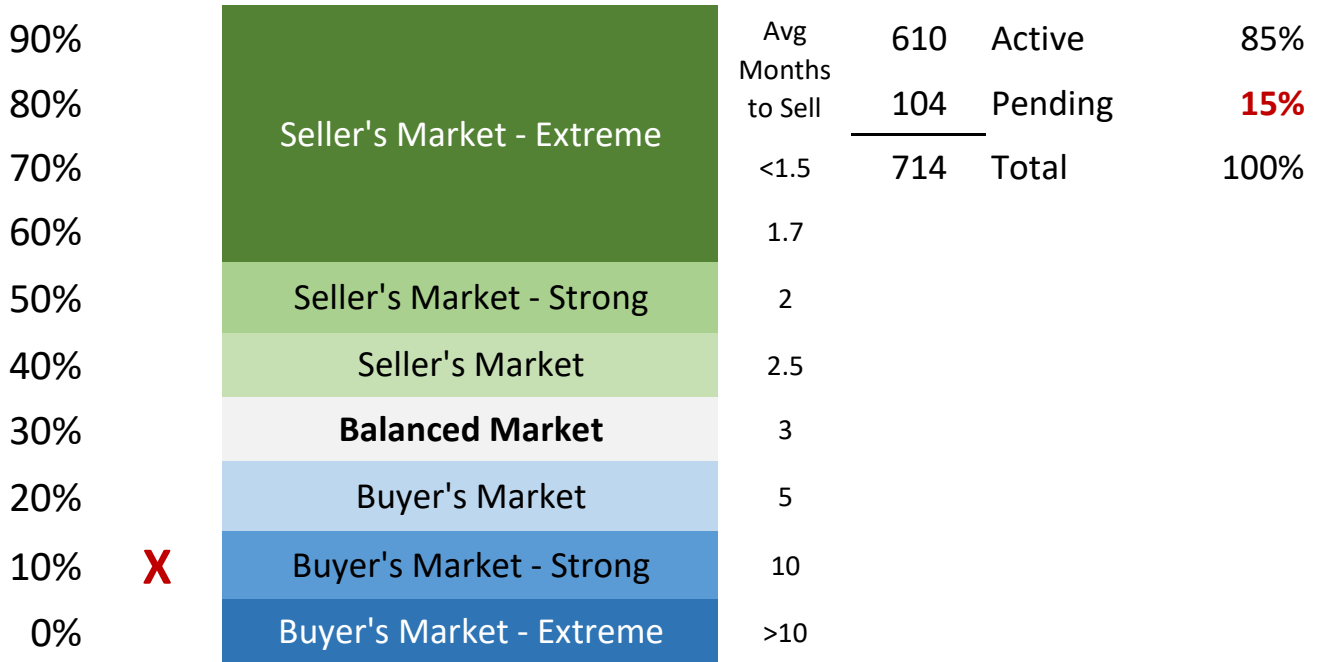 90% Avg 610 Active 85%
Months
80% to Sell 104 Pending 15%
Seller's Market - Extreme
70% <1.5 714 Total 100%
60% 1.7
50% Seller's Market - Strong 2
40% Seller's Market 2.5
30% Balanced Market 3
20% Buyer's Market 5
10% X Buyer's Market - Strong 10
0% Buyer's Market - Extreme >10